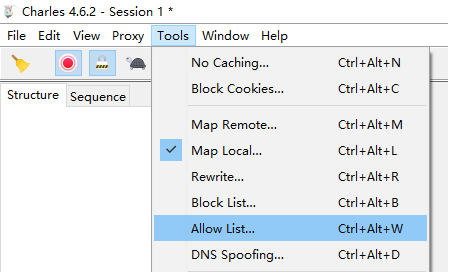 Charles 4.6.2 - Session 1 *
File Edit View Proxy Tools Window Help
Structure Sequence
No Caching... Ctrl+Alt+N
Block Cookies... Ctrl+Alt+C
Map Remote... Ctrl+Alt+M
Map Local... Ctrl+Alt+L
Rewrite... Ctrl+Alt+R
Block List... Ctrl+Alt+B
Allow List... Ctrl+Alt+W
DNS Spoofing... Ctrl+Alt+D